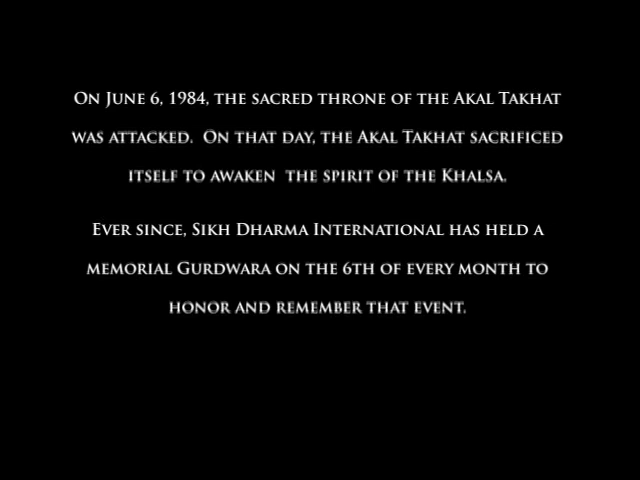 On June 6, 1984, the sacred throne of the Akal Takhat
was attacked.  On that day, the Akal Takhat sacrificed
itself to awaken  the spirit of the Khalsa.
Ever since, Sikh Dharma International has held a
memorial Gurdwara on the 6th of every month to
honor and remember that event.